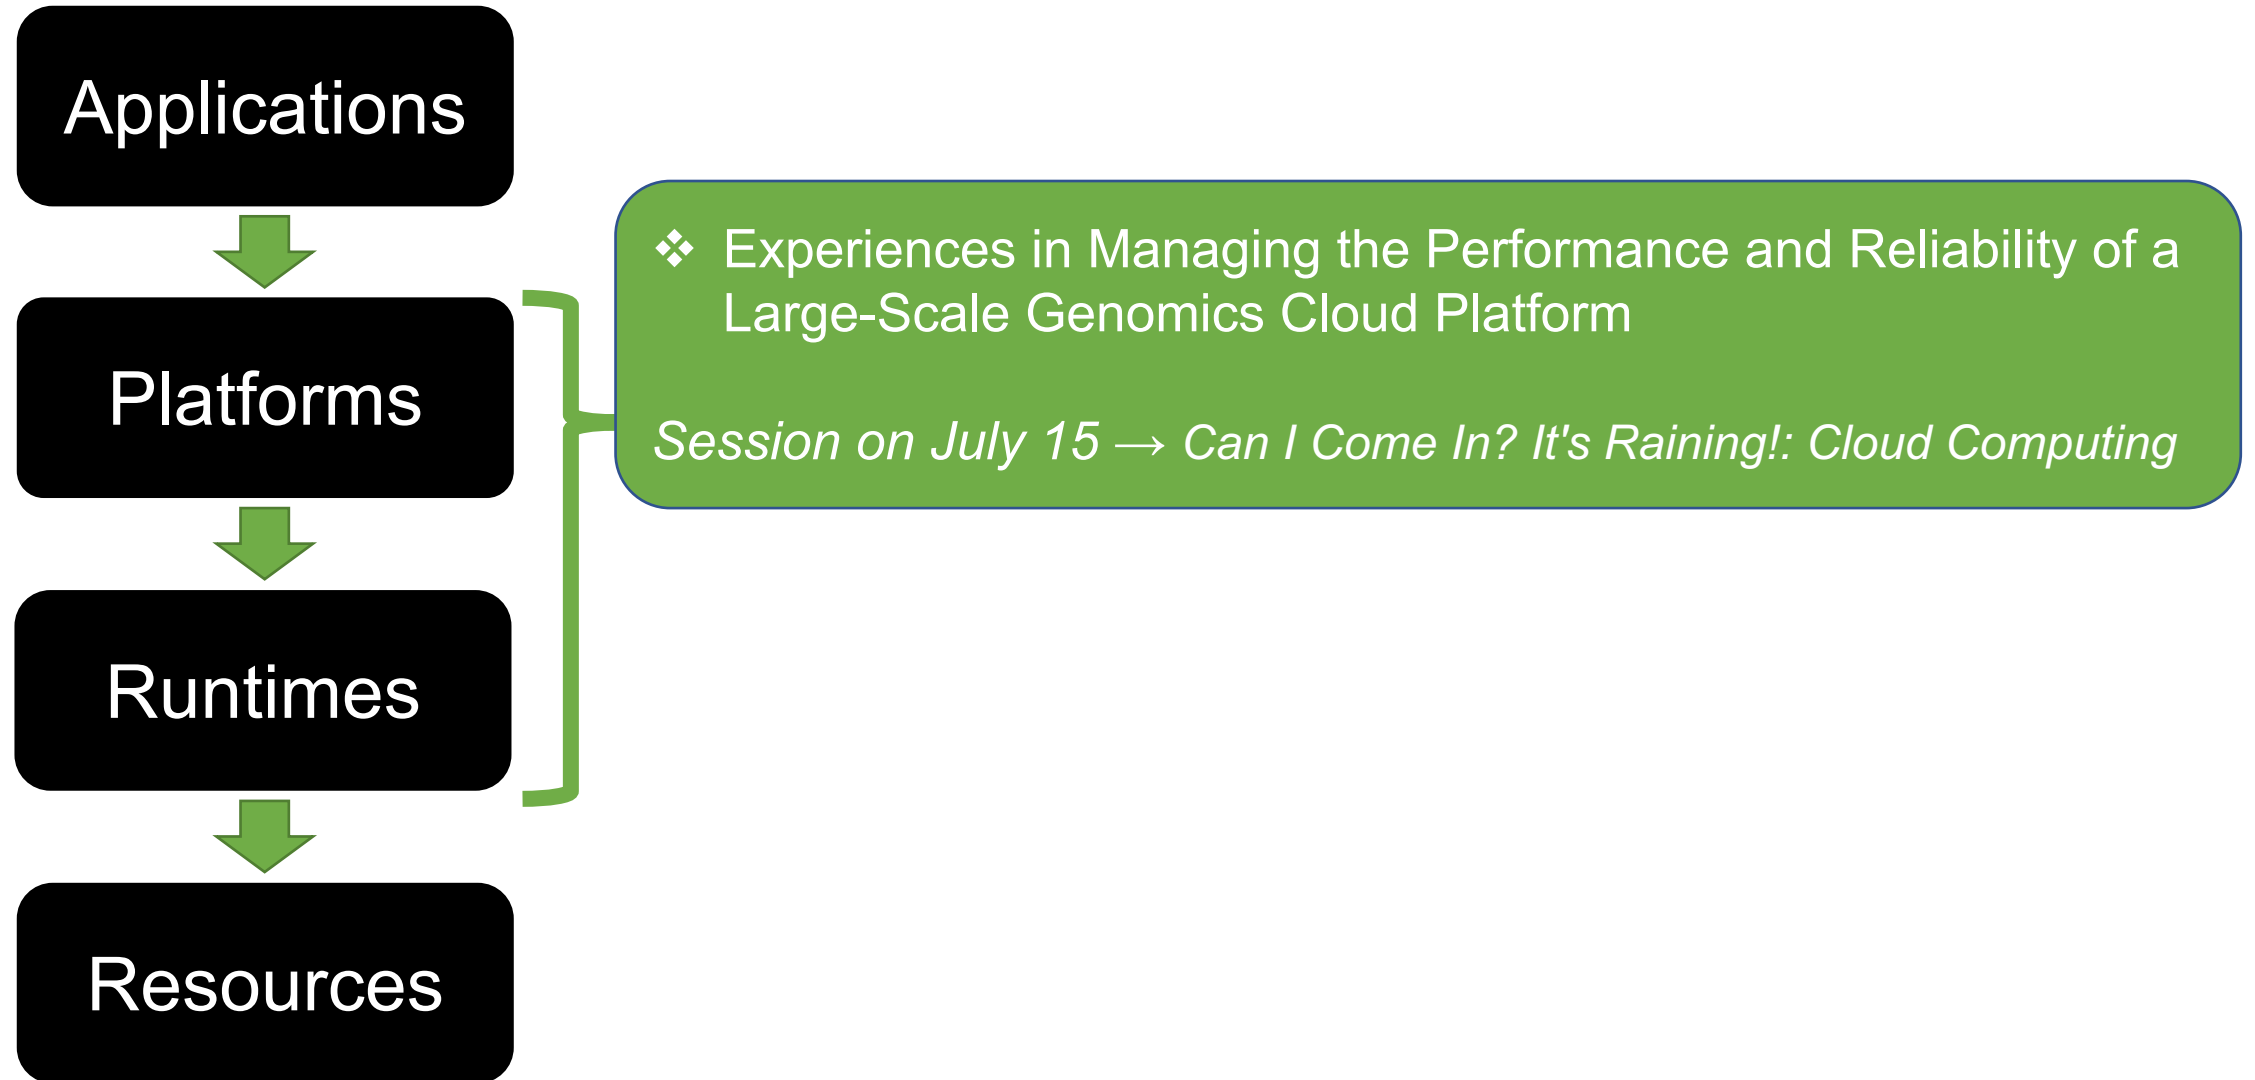 Applications
Platforms
Runtimes
Resources
❖ Experiences in Managing the Performance and Reliability of a
Large-Scale Genomics Cloud Platform
Session on July 15 → Can I Come In? It's Raining!: Cloud Computing